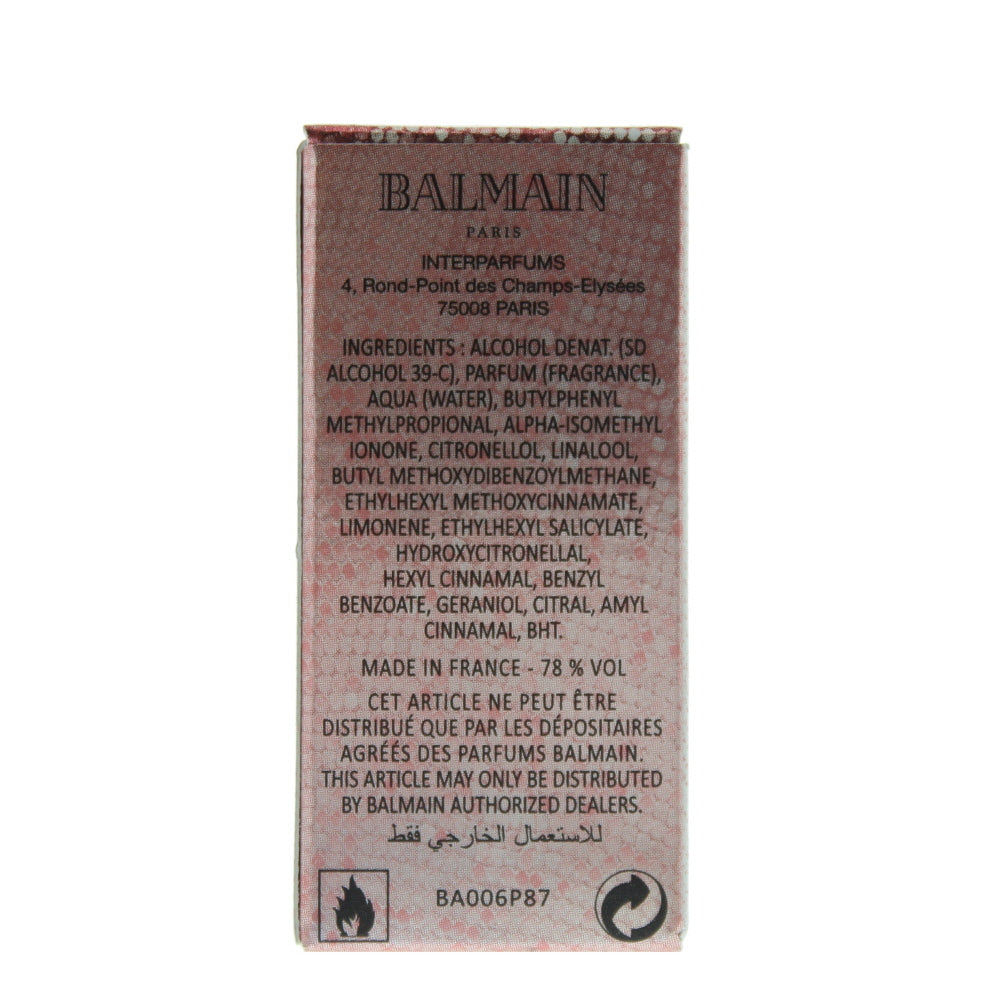 BALMAIN
PARIS
INTERPARFUMS
4, Rond-Point des Champs-Elysées
75008 PARIS
INGREDIENTS : ALCOHOL DENAT. (SD
ALCOHOL 39-C), PARFUM (FRAGRANCE),
AQUA (WATER), BUTYLPHENYL
METHYLPROPIONAL, ALPHA-ISOMETHYL
IONONE, CITRONELLOL, LINALOOL,
BUTYL METHOXYDIBENZOYLMETHANE,
ETHYLHEXYL METHOXYCINNAMATE,
LIMONENE, ETHYLHEXYL SALICYLATE,
HYDROXYCITRONELLAL,
HEXYL CINNAMAL, BENZYL
BENZOATE, GERANIOL, CITRAL, AMYL
CINNAMAL, BHT.
MADE IN FRANCE - 78 % VOL
CET ARTICLE NE PEUT ÊTRE
DISTRIBUÉ QUE PAR LES DÉPOSITAIRES
AGRÉÉS DES PARFUMS BALMAIN.
THIS ARTICLE MAY ONLY BE DISTRIBUTED
BY BALMAIN AUTHORIZED DEALERS.
للاستعمال الخارجي فقط
BA006P87